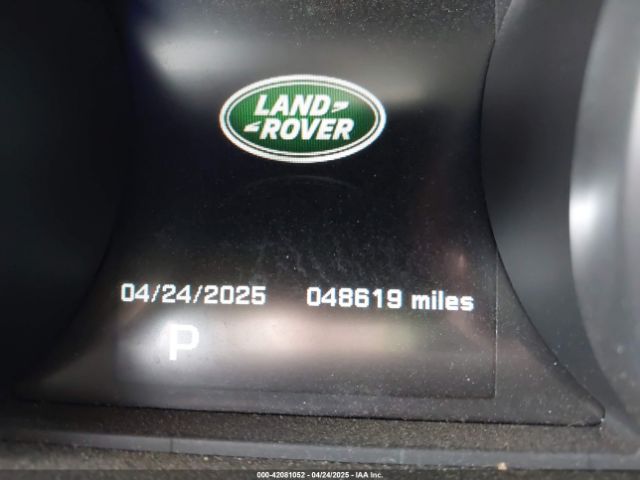 LAND
ROVER
04/24/2025 048619 miles
P
000-42081052 - 04/24/2025 - IAA Inc.